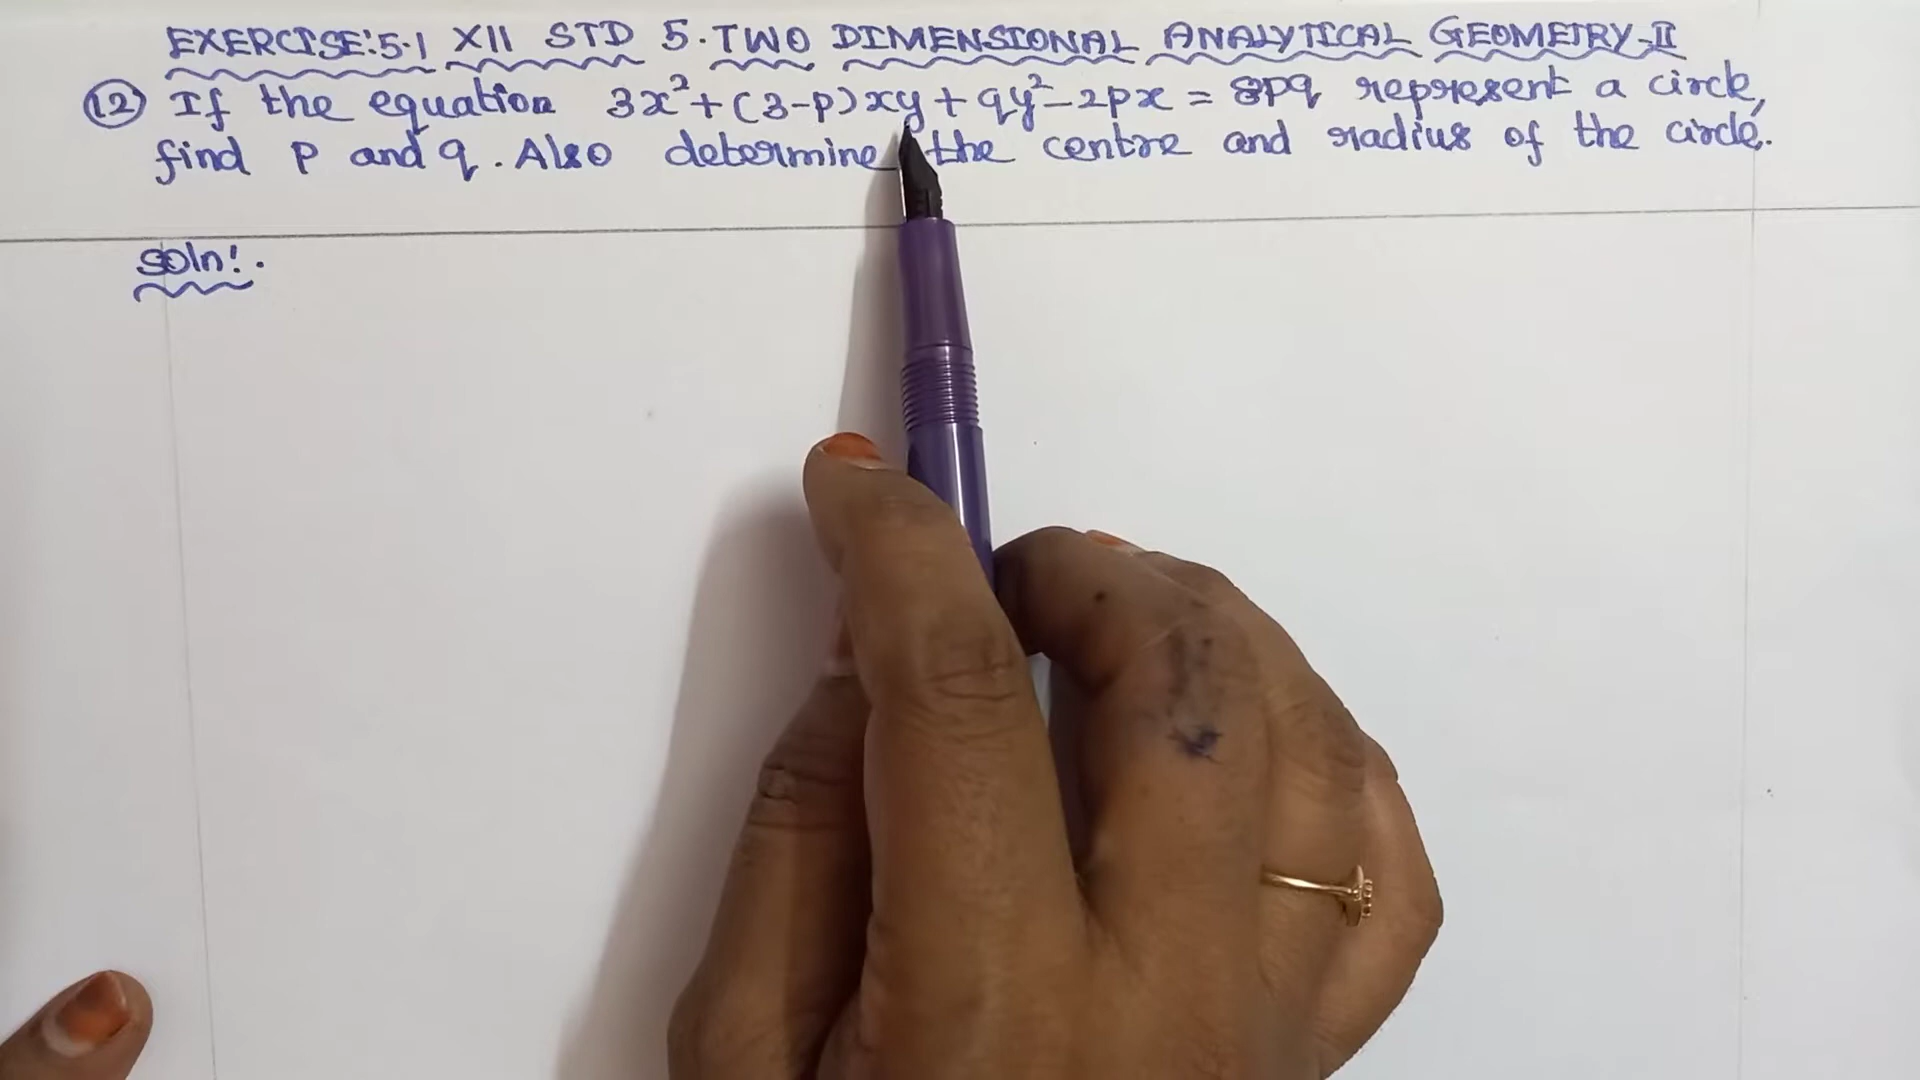 EXERCISE:5.1 XII STD 5.TWO DIMENSIONAL ANALYTICAL GEOMETRY-II
(12) If the equation 3x²+(3-p)xy+qy²-2px = 8pq represent a circle,
find p and q. Also determine the centre and radius of the circle.
Soln:.